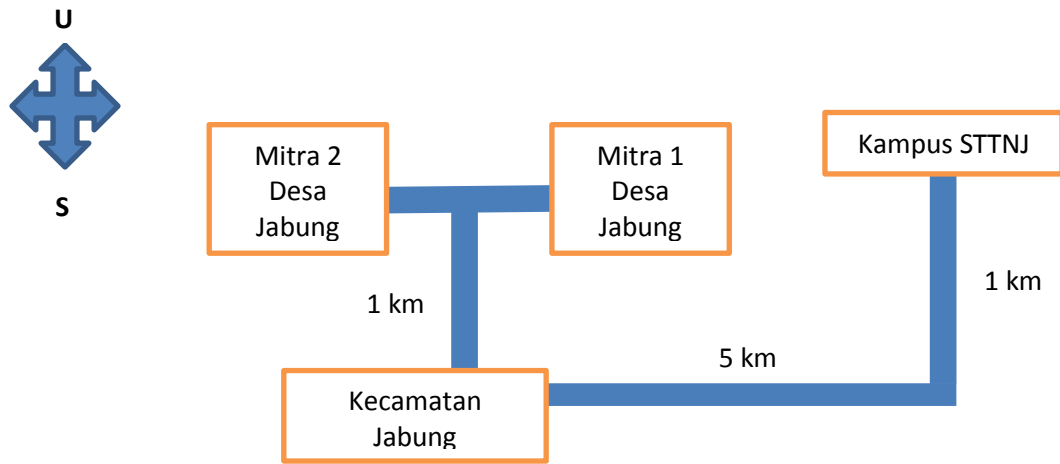 U
S
Mitra 2
Desa
Jabung
Mitra 1
Desa
Jabung
Kampus STTNJ
1 km
1 km
5 km
Kecamatan
Jabung